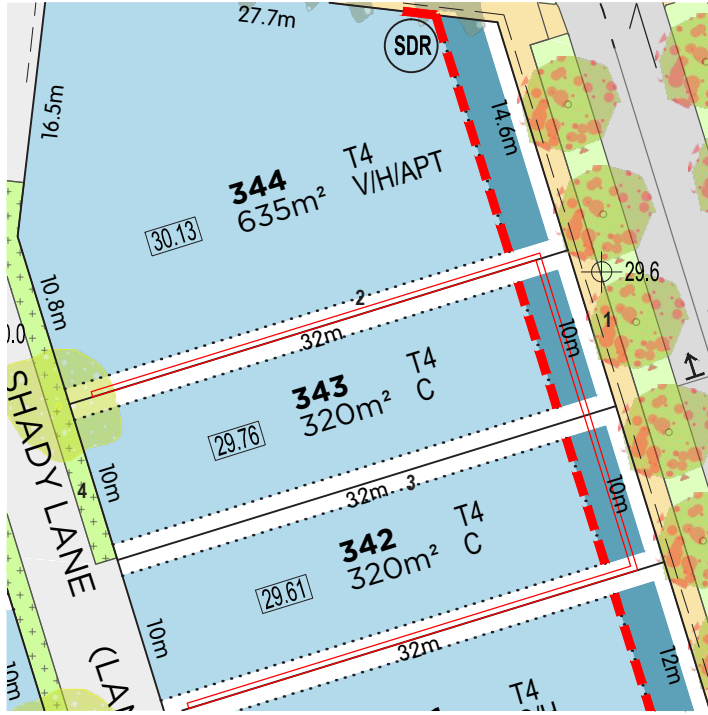 27.7m
SDR
16.5m
14.6m
344
635m²
T4
V/H/APT
30.13
29.6
10.8m
2
32m
1
10m
343
320m²
T4
C
29.76
SHADY LANE
4
10m
3
32m
10m
342
320m²
T4
C
29.61
10m
32m
12m
10m
T4